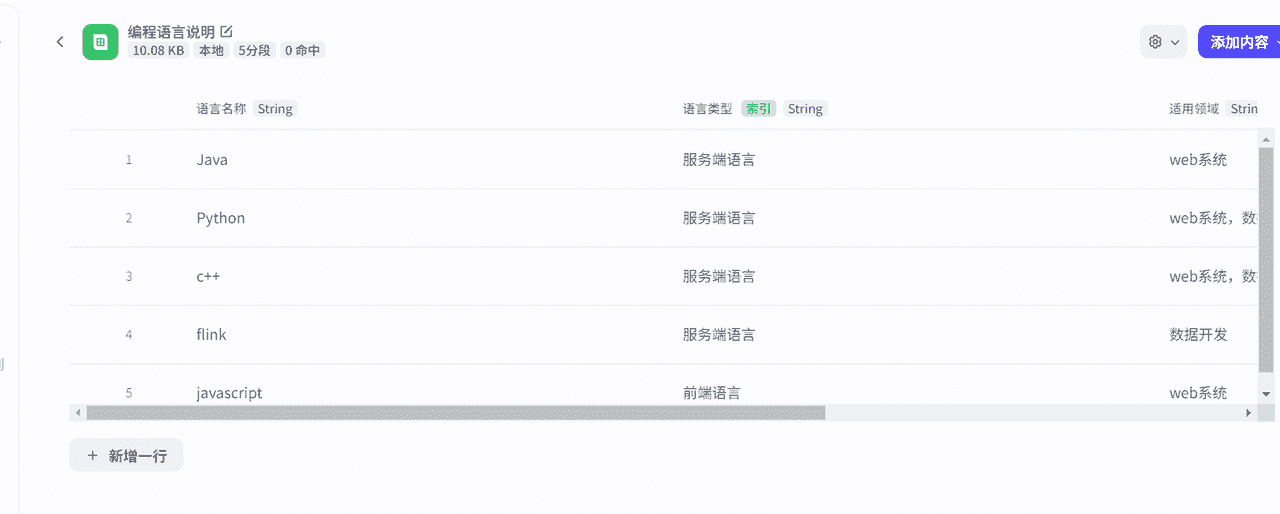 编程语言说明
10.08 KB 本地 5分段 0 命中
添加内容
语言名称 String 语言类型 索引 String 适用领域 Strin
1 Java 服务端语言 web系统
2 Python 服务端语言 web系统，数
3 c++ 服务端语言 web系统，数
4 flink 服务端语言 数据开发
5 javascript 前端语言 web系统
+ 新增一行